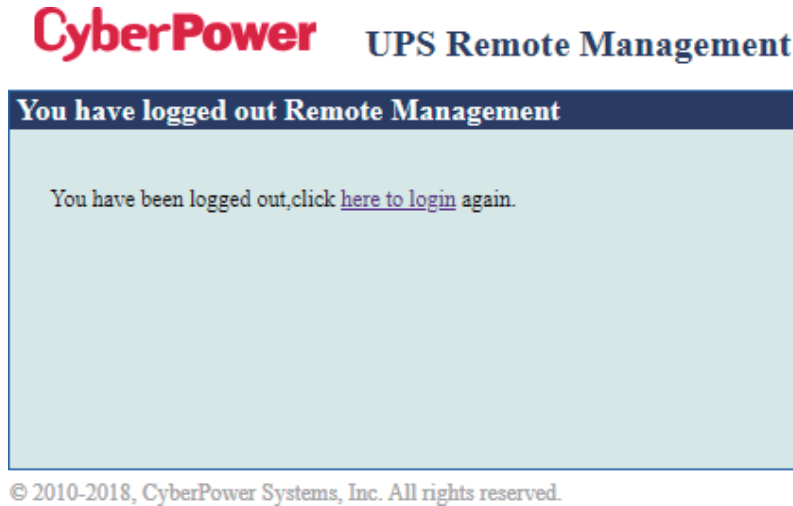 CyberPower UPS Remote Management
You have logged out Remote Management
You have been logged out,click here to login again.
© 2010-2018, CyberPower Systems, Inc. All rights reserved.